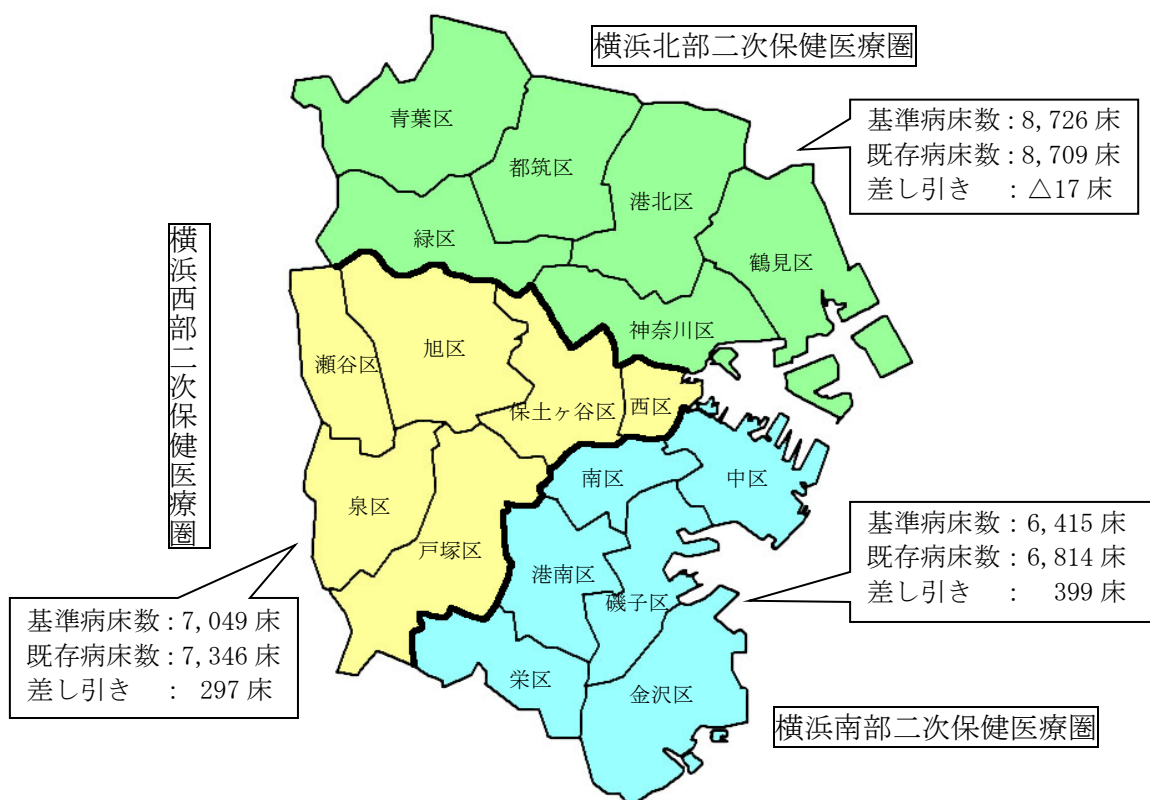 横浜北部二次保健医療圏
基準病床数：8,726 床
既存病床数：8,709 床
差し引き　：△17 床
青葉区
都筑区
港北区
緑区
鶴見区
神奈川区
横浜西部二次保健医療圏
瀬谷区
旭区
保土ヶ谷区
西区
泉区
戸塚区
基準病床数：7,049 床
既存病床数：7,346 床
差し引き　：　297 床
南区
中区
港南区
磯子区
栄区
金沢区
基準病床数：6,415 床
既存病床数：6,814 床
差し引き　：　399 床
横浜南部二次保健医療圏